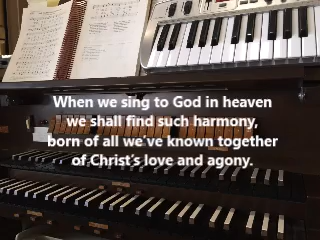 When we sing to God in heaven
we shall find such harmony,
born of all we've known together
of Christ's love and agony.